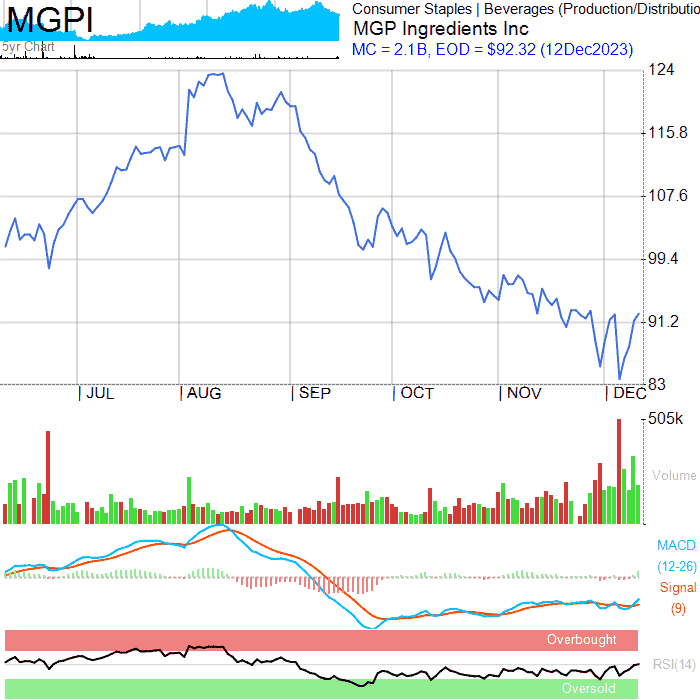 MGPI
5yr Chart
Consumer Staples | Beverages (Production/Distributio
MGP Ingredients Inc
MC = 2.1B, EOD = $92.32 (12Dec2023)
124
115.8
107.6
99.4
91.2
83
JUL
AUG
SEP
OCT
NOV
DEC
505k
Volume
MACD
(12-26)
Signal
(9)
Overbought
RSI(14)
Oversold